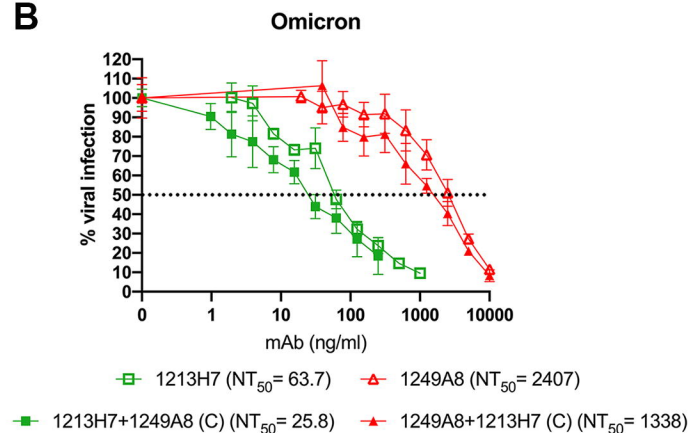 B
Omicron
120
110
100
90
80
70
60
50
40
30
20
10
0
% viral infection
0 1 10 100 1000 10000
mAb (ng/ml)
1213H7 (NT50= 63.7) 1249A8 (NT50= 2407)
1213H7+1249A8 (C) (NT50= 25.8) 1249A8+1213H7 (C) (NT50= 1338)